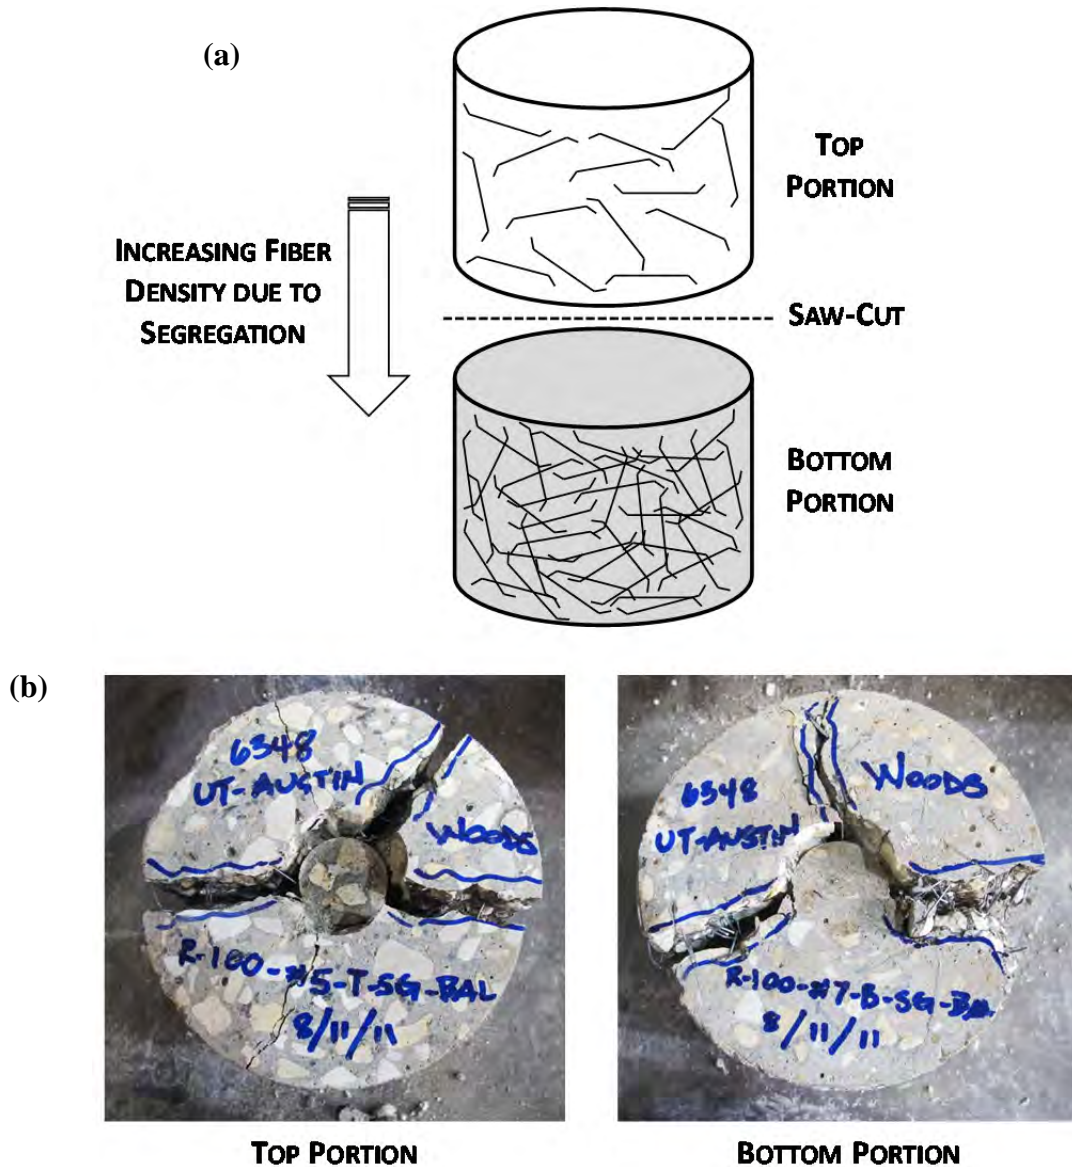 (a)
TOP
PORTION
INCREASING FIBER
DENSITY DUE TO
SEGREGATION
SAW-CUT
BOTTOM
PORTION
(b)
6348
UT-AUSTIN
WOODS
R-100-#5-T-SG-BAL
8/11/11
6348
UT-AUSTIN
WOODS
R-100-#7-B-SG-BAL
8/11/11
TOP PORTION
BOTTOM PORTION